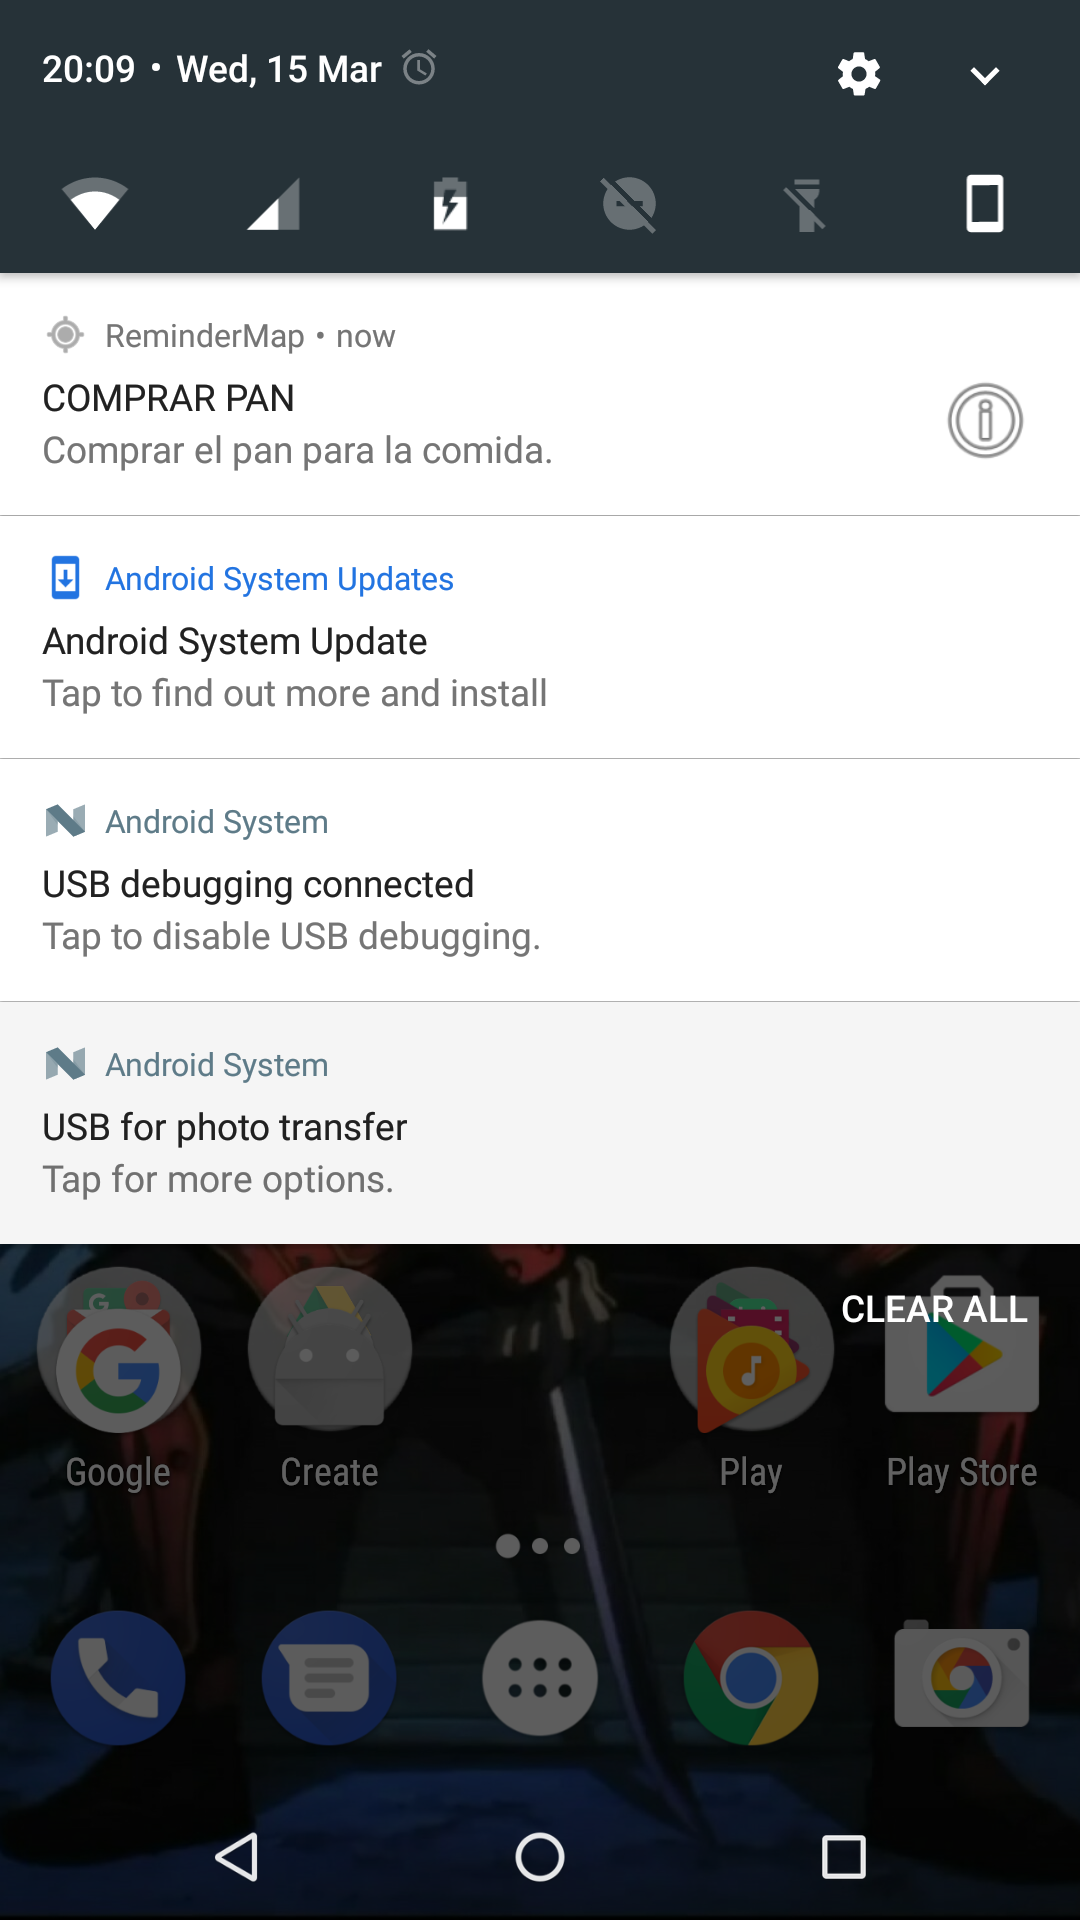 20:09 • Wed, 15 Mar
ReminderMap • now
COMPRAR PAN
Comprar el pan para la comida.
Android System Updates
Android System Update
Tap to find out more and install
Android System
USB debugging connected
Tap to disable USB debugging.
Android System
USB for photo transfer
Tap for more options.
CLEAR ALL
Google
Create
Play
Play Store